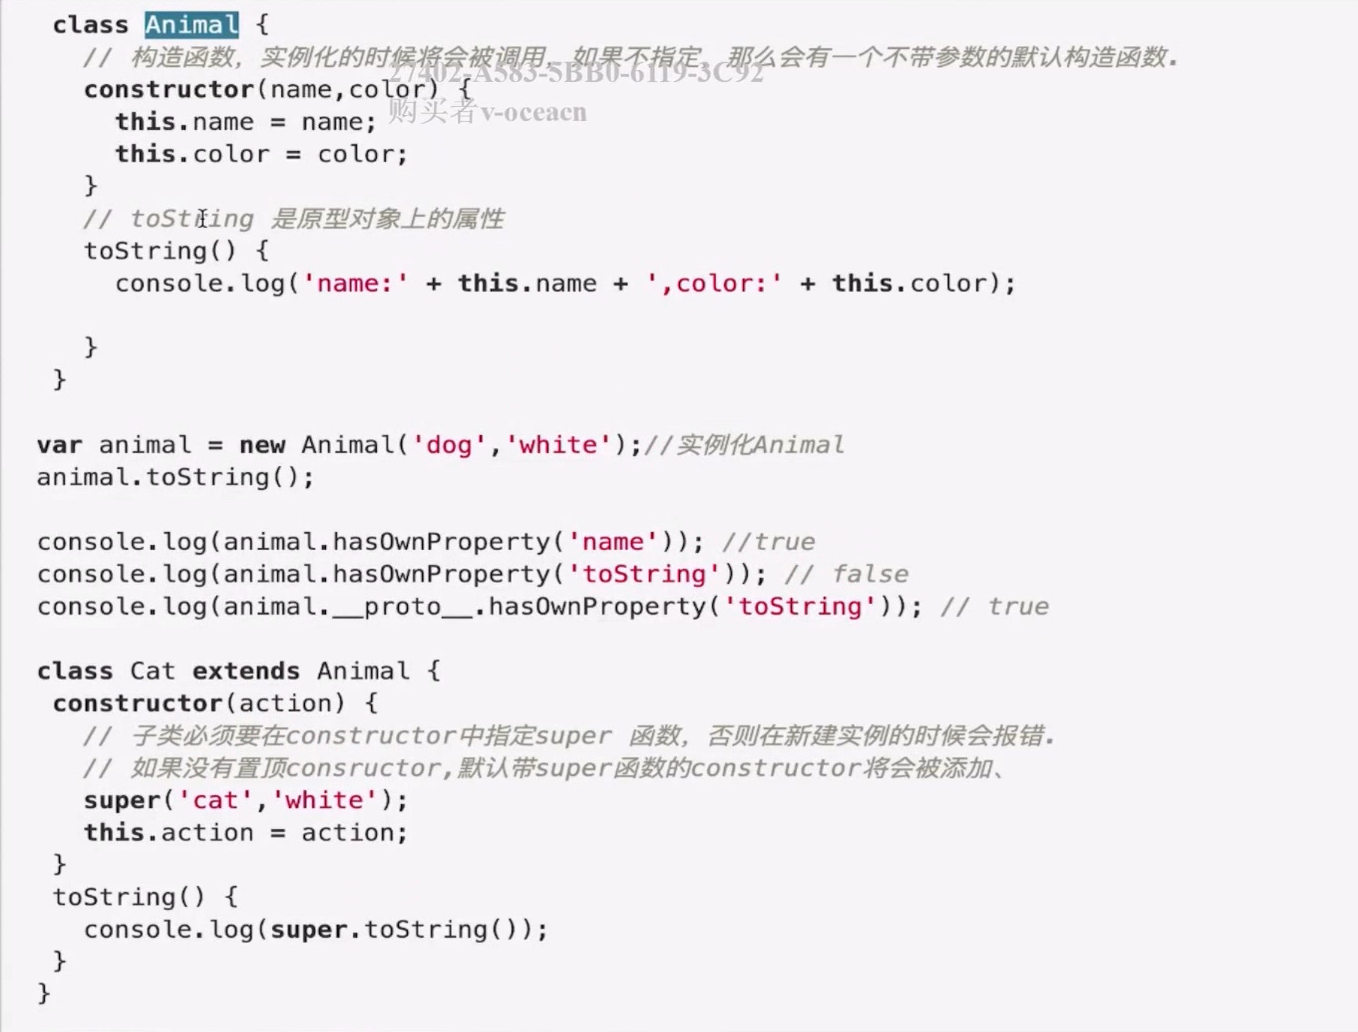 class Animal {
// 构造函数，实例化的时候将会被调用，如果不指定，那么会有一个不带参数的默认构造函数.
27402-A583-5BB0-6119-3C92
constructor(name,color) {
购买者v-oceacn
this.name = name;
this.color = color;
}
// toString 是原型对象上的属性
toString() {
console.log('name:' + this.name + ',color:' + this.color);
}
}
var animal = new Animal('dog','white');//实例化Animal
animal.toString();
console.log(animal.hasOwnProperty('name')); //true
console.log(animal.hasOwnProperty('toString')); // false
console.log(animal.__proto__.hasOwnProperty('toString')); // true
class Cat extends Animal {
constructor(action) {
// 子类必须要在constructor中指定super 函数，否则在新建实例的时候会报错.
// 如果没有置顶consructor,默认带super函数的constructor将会被添加、
super('cat','white');
this.action = action;
}
toString() {
console.log(super.toString());
}
}